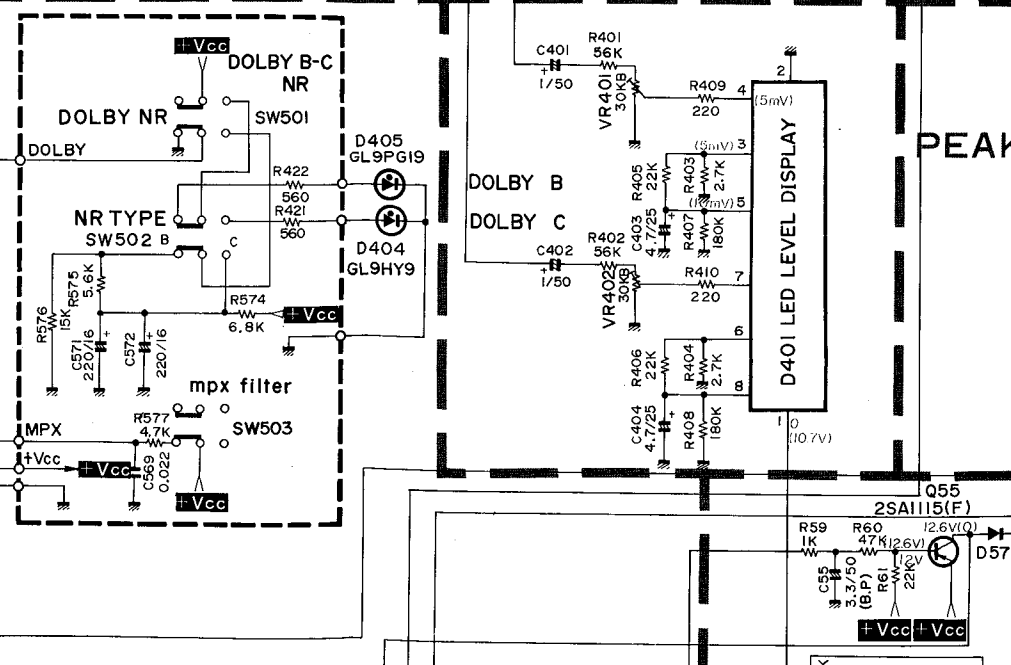 +Vcc
DOLBY B-C
NR
DOLBY NR
SW501
DOLBY
D405
GL9PG19
R422
560
R421
560
D404
GL9HY9
NR TYPE
SW502 B
C
R576
15K
R575
5.6K
C571
220/16
+
C572
220/16
+
R574
6.8K
+Vcc
mpx filter
SW503
MPX
R577
4.7K
+Vcc
+Vcc
C569
0.022
+Vcc
DOLBY B
DOLBY C
C401
+
1/50
R401
56K
VR401
30KB
R409
220
2
4
(5mV)
(5mV) 3
R405
22K
R403
2.7K
(10mV) 5
C403
4.7/25
+
R407
180K
C402
+
1/50
R402
56K
VR402
30KB
R410
220
7
6
R406
22K
R404
2.7K
8
C404
4.7/25
+
R408
180K
D401 LED LEVEL DISPLAY
1
0
(10.7V)
PEAK
Q55
2SA1115(F)
12.6V(0)
R59
1K
R60
47K
(12.6V)
12V
D57
C55
3.3/50
(B.P)
R61
22K
+Vcc
+Vcc